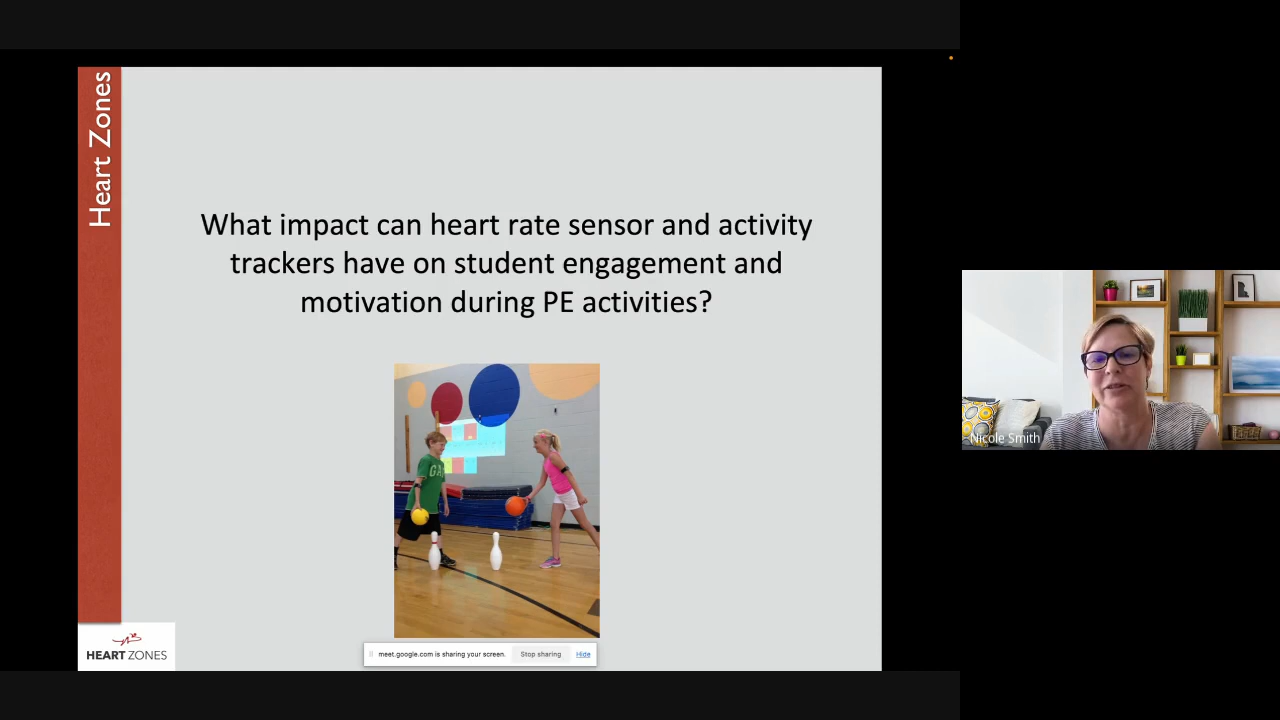 Heart Zones
What impact can heart rate sensor and activity
trackers have on student engagement and
motivation during PE activities?
GAP
HEART ZONES
meet.google.com is sharing your screen.
Stop sharing
Hide
Nicole Smith